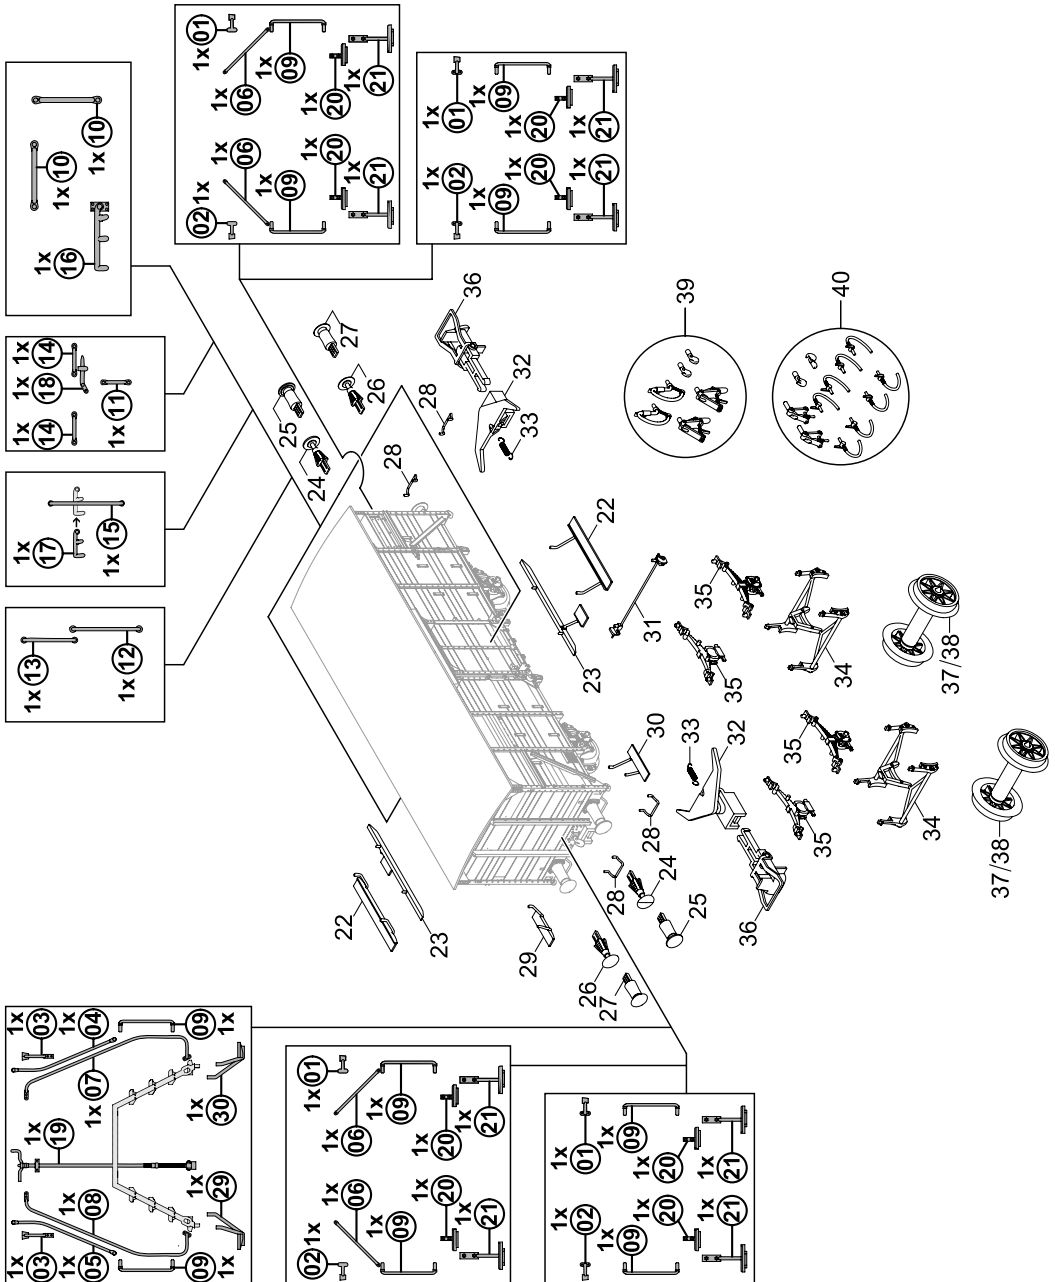 1x 03
1x 05
1x 08
1x 09
1x 29
1x 19
1x 03
1x 04
1x 07
1x 09
1x 30
1x 13
1x 12
1x 17
1x 15
1x 14
1x 14
1x 18
1x 11
1x 16
1x 10
1x 10
02 1x
1x 06
1x 09
1x 20
1x 21
1x 01
1x 06
1x 09
1x 20
1x 21
02 1x
1x 06
1x 09
1x 20
1x 21
1x 01
1x 06
1x 09
1x 20
1x 21
1x 02
1x 09
1x 20
1x 21
1x 01
1x 09
1x 20
1x 21
1x 02
1x 09
1x 20
1x 21
1x 01
1x 09
1x 20
1x 21
22
23
24
25
26
27
28
28
36
32
33
29
26
27
28
24
25
28
30
33
32
36
23
22
31
35
35
34
37/38
35
35
34
37/38
39
40